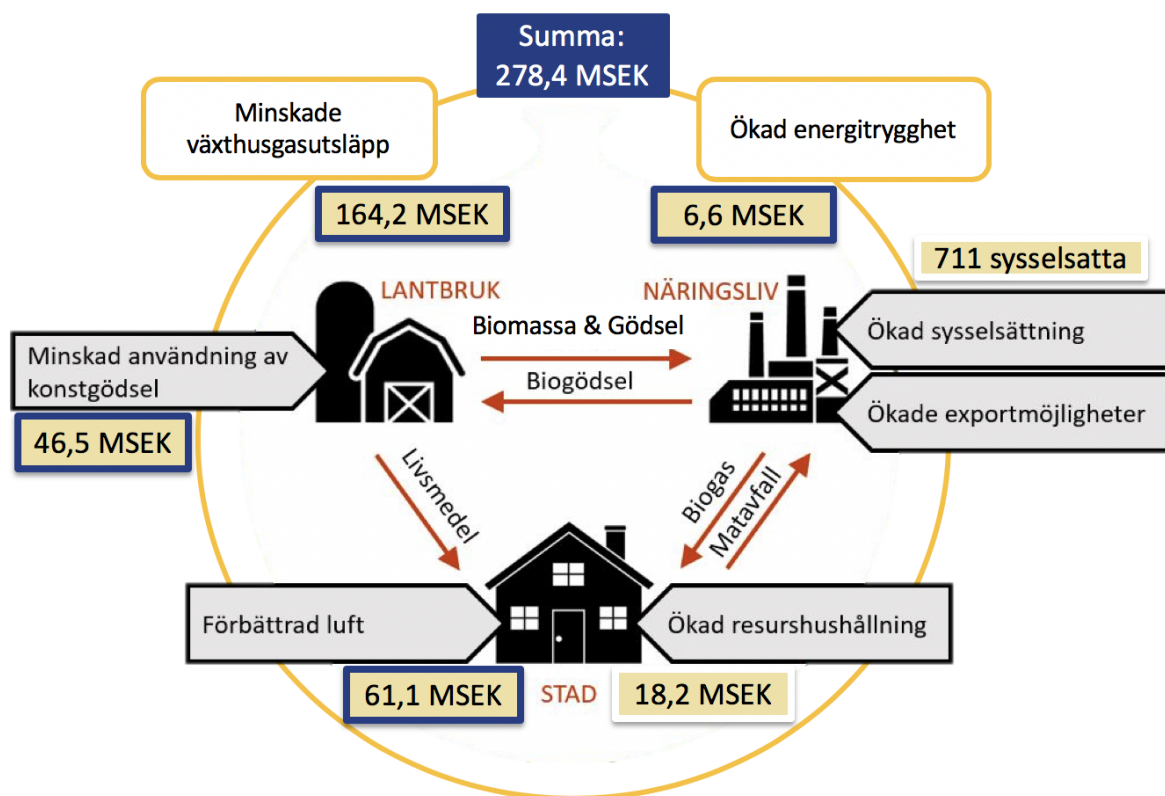 Summa:
278,4 MSEK
Minskade
växthusgasutsläpp
Ökad energitrygghet
164,2 MSEK
6,6 MSEK
711 sysselsatta
LANTBRUK
NÄRINGSLIV
Biomassa & Gödsel
Ökad sysselsättning
Minskad användning av
konstgödsel
Biogödsel
Ökade exportmöjligheter
46,5 MSEK
Livsmedel
Biogas
Matavfall
Förbättrad luft
Ökad resurshushållning
61,1 MSEK
STAD
18,2 MSEK